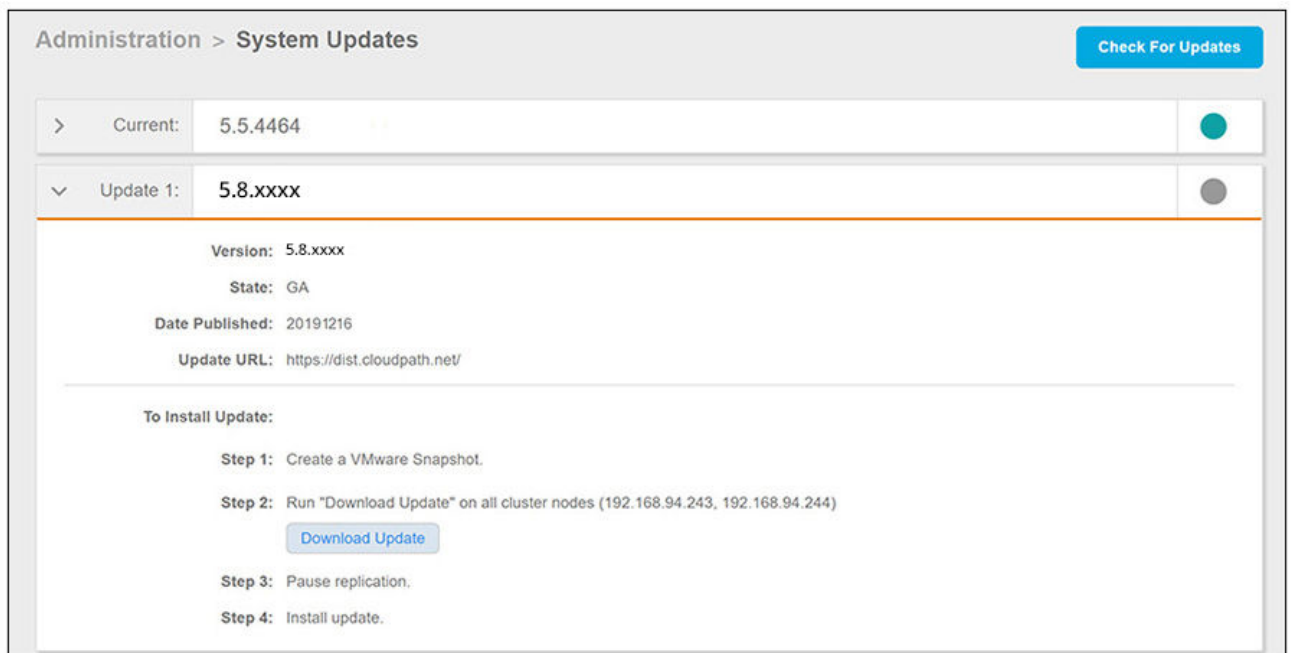 Administration > System Updates
Check For Updates
Current: 5.5.4464
Update 1: 5.8.xxxx
Version: 5.8.xxxx
State: GA
Date Published: 20191216
Update URL: https://dist.cloudpath.net/
To Install Update:
Step 1: Create a VMware Snapshot.
Step 2: Run "Download Update" on all cluster nodes (192.168.94.243, 192.168.94.244)
Download Update
Step 3: Pause replication.
Step 4: Install update.